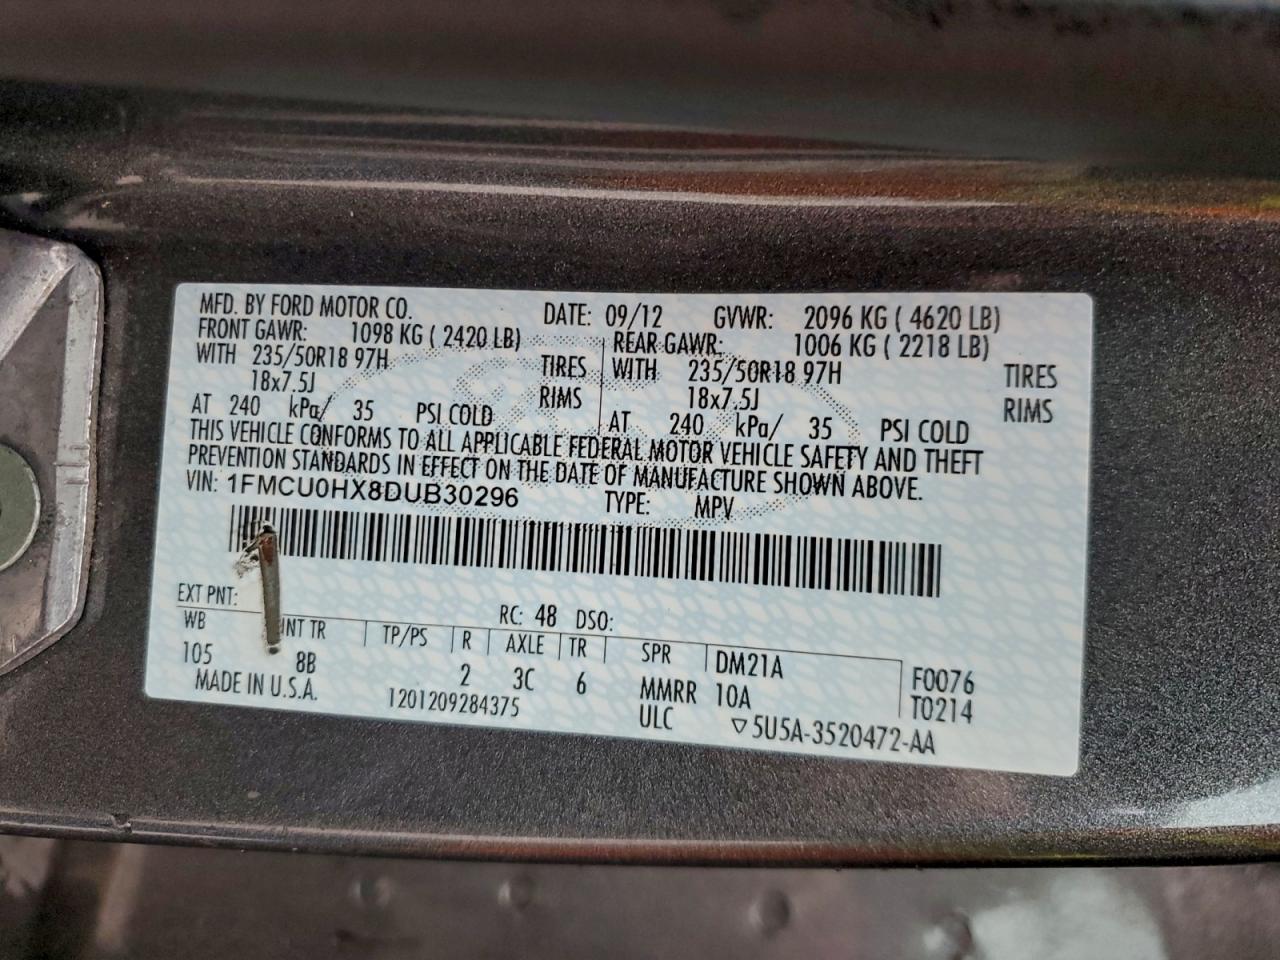 MFD. BY FORD MOTOR CO. DATE: 09/12 GVWR: 2096 KG ( 4620 LB)
FRONT GAWR: 1098 KG ( 2420 LB) REAR GAWR: 1006 KG ( 2218 LB)
WITH 235/50R18 97H TIRES WITH 235/50R18 97H TIRES
18x7.5J RIMS 18x7.5J RIMS
AT 240 kPa/ 35 PSI COLD AT 240 kPa/ 35 PSI COLD
THIS VEHICLE CONFORMS TO ALL APPLICABLE FEDERAL MOTOR VEHICLE SAFETY AND THEFT
PREVENTION STANDARDS IN EFFECT ON THE DATE OF MANUFACTURE SHOWN ABOVE.
VIN: 1FMCU0HX8DUB30296 TYPE: MPV
EXT PNT: RC: 48 DSO:
WB INT TR TP/PS R AXLE TR SPR DM21A F0076
105 8B 2 3C 6 MMRR 10A T0214
MADE IN U.S.A. 1201209284375 ULC ▽5U5A-3520472-AA